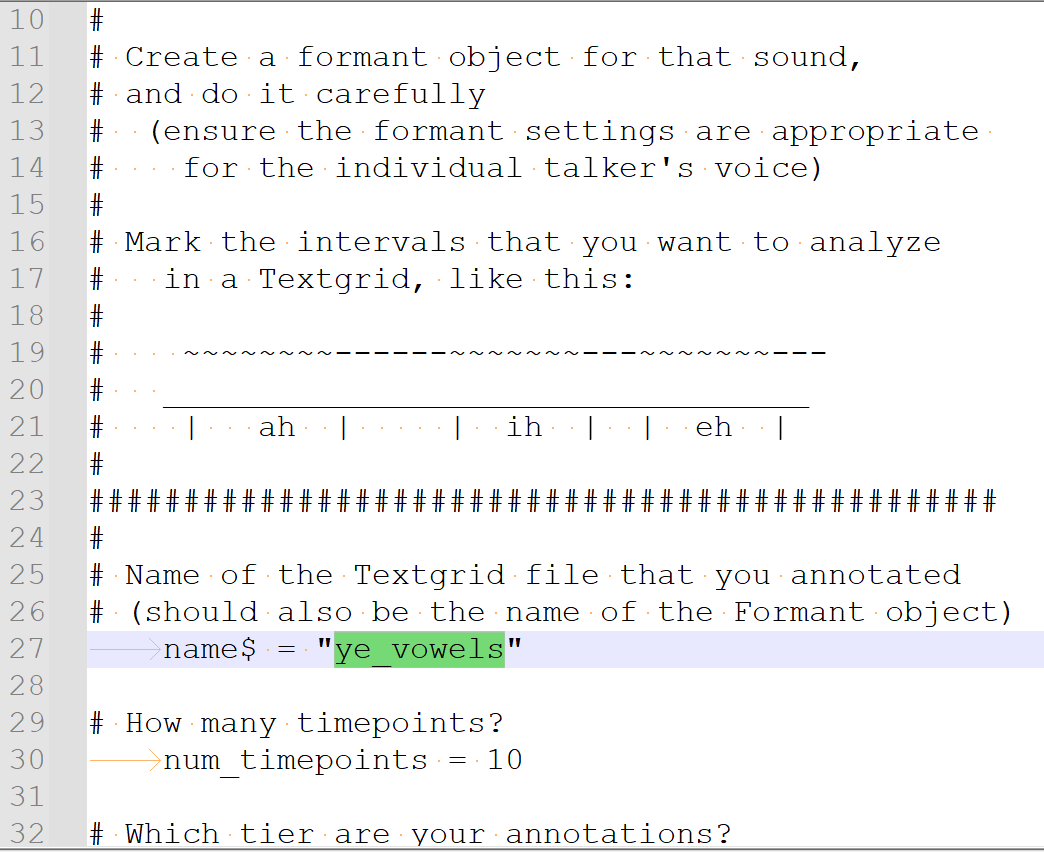 10 #
11 # Create a formant object for that sound,
12 # and do it carefully
13 #   (ensure the formant settings are appropriate
14 #     for the individual talker's voice)
15 #
16 # Mark the intervals that you want to analyze
17 #    in a Textgrid, like this:
18 #
19 #     ~~~~~~~~------~~~~~~~---~~~~~~~---
20 #    __________________________________
21 #     |   ah  |     |  ih  |  |  eh  |
22 #
23 ################################################
24 #
25 # Name of the Textgrid file that you annotated
26 # (should also be the name of the Formant object)
27     name$ = "ye_vowels"
28
29 # How many timepoints?
30     num_timepoints = 10
31
32 # Which tier are your annotations?